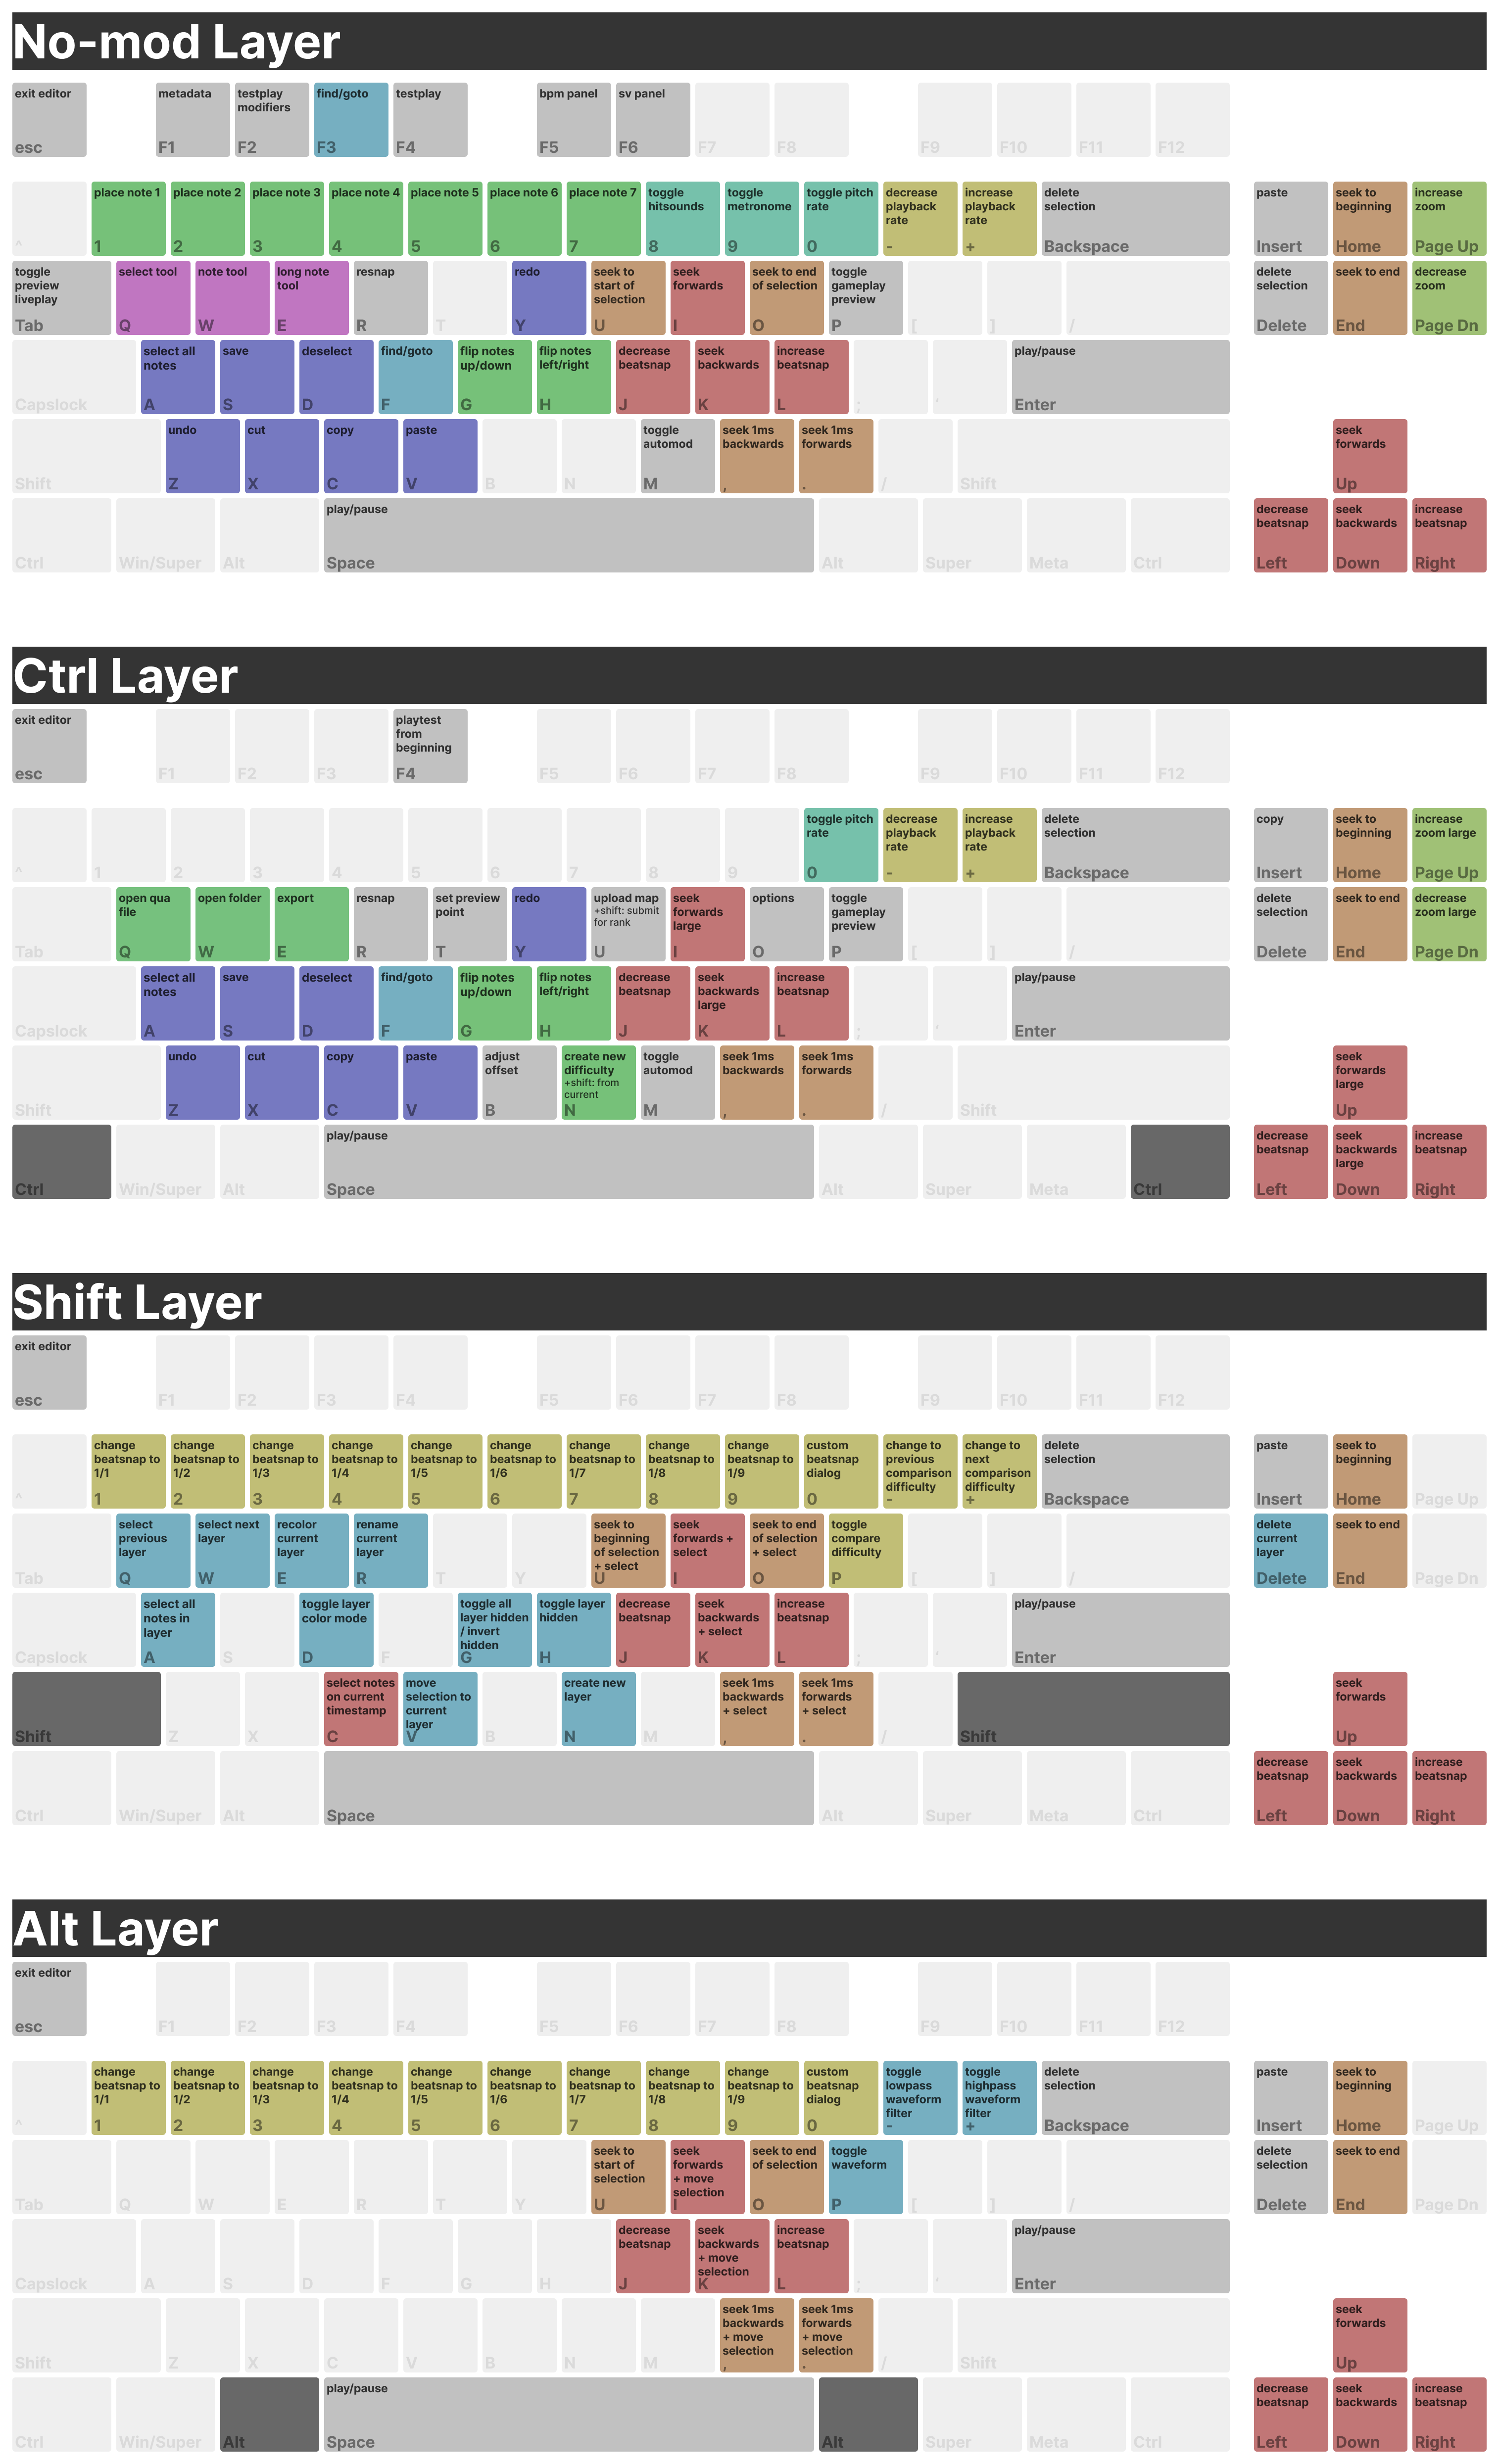 No-mod Layer
exit editor
esc
metadata
F1
testplay
modifiers
F2
find/goto
F3
testplay
F4
bpm panel
F5
sv panel
F6
F7
F8
F9
F10
F11
F12
^
place note 1
1
place note 2
2
place note 3
3
place note 4
4
place note 5
5
place note 6
6
place note 7
7
toggle
hitsounds
8
toggle
metronome
9
toggle pitch
rate
0
decrease
playback
rate
-
increase
playback
rate
+
delete
selection
Backspace
paste
Insert
seek to
beginning
Home
increase
zoom
Page Up
toggle
preview
liveplay
Tab
select tool
Q
note tool
W
long note
tool
E
resnap
R
T
redo
Y
seek to
start of
selection
U
seek
forwards
I
seek to end
of selection
O
toggle
gameplay
preview
P
[
]
/
delete
selection
Delete
seek to end
End
decrease
zoom
Page Dn
Capslock
select all
notes
A
save
S
deselect
D
find/goto
F
flip notes
up/down
G
flip notes
left/right
H
decrease
beatsnap
J
seek
backwards
K
increase
beatsnap
L
;
'
play/pause
Enter
Shift
undo
Z
cut
X
copy
C
paste
V
B
N
toggle
automod
M
seek 1ms
backwards
,
seek 1ms
forwards
.
/
Shift
seek
forwards
Up
Ctrl
Win/Super
Alt
play/pause
Space
Alt
Super
Meta
Ctrl
decrease
beatsnap
Left
seek
backwards
Down
increase
beatsnap
Right
Ctrl Layer
exit editor
esc
F1
F2
F3
playtest
from
beginning
F4
F5
F6
F7
F8
F9
F10
F11
F12
^
1
2
3
4
5
6
7
8
9
toggle pitch
rate
0
decrease
playback
rate
-
increase
playback
rate
+
delete
selection
Backspace
copy
Insert
seek to
beginning
Home
increase
zoom large
Page Up
Tab
open qua
file
Q
open folder
W
export
E
resnap
R
set preview
point
T
redo
Y
upload map
+shift: submit
for rank
U
seek
forwards
large
I
options
O
toggle
gameplay
preview
P
[
]
/
delete
selection
Delete
seek to end
End
decrease
zoom large
Page Dn
Capslock
select all
notes
A
save
S
deselect
D
find/goto
F
flip notes
up/down
G
flip notes
left/right
H
decrease
beatsnap
J
seek
backwards
large
K
increase
beatsnap
L
;
'
play/pause
Enter
Shift
undo
Z
cut
X
copy
C
paste
V
adjust
offset
B
create new
difficulty
+shift: from
current
N
toggle
automod
M
seek 1ms
backwards
,
seek 1ms
forwards
.
/
Shift
seek
forwards
large
Up
Ctrl
Win/Super
Alt
play/pause
Space
Alt
Super
Meta
Ctrl
decrease
beatsnap
Left
seek
backwards
large
Down
increase
beatsnap
Right
Shift Layer
exit editor
esc
F1
F2
F3
F4
F5
F6
F7
F8
F9
F10
F11
F12
^
change
beatsnap to
1/1
1
change
beatsnap to
1/2
2
change
beatsnap to
1/3
3
change
beatsnap to
1/4
4
change
beatsnap to
1/5
5
change
beatsnap to
1/6
6
change
beatsnap to
1/7
7
change
beatsnap to
1/8
8
change
beatsnap to
1/9
9
custom
beatsnap
dialog
0
change to
previous
comparison
difficulty
-
change to
next
comparison
difficulty
+
delete
selection
Backspace
paste
Insert
seek to
beginning
Home
Page Up
Tab
select
previous
layer
Q
select next
layer
W
recolor
current
layer
E
rename
current
layer
R
T
Y
seek to
beginning
of selection
+ select
U
seek
forwards +
select
I
seek to end
of selection
+ select
O
toggle
compare
difficulty
P
[
]
/
delete
current
layer
Delete
seek to end
End
Page Dn
Capslock
select all
notes in
layer
A
S
toggle layer
color mode
D
F
toggle all
layer hidden
/ invert
hidden
G
toggle layer
hidden
H
decrease
beatsnap
J
seek
backwards
+ select
K
increase
beatsnap
L
;
'
play/pause
Enter
Shift
Z
X
select notes
on current
timestamp
C
move
selection to
current
layer
V
B
create new
layer
N
M
seek 1ms
backwards
+ select
,
seek 1ms
forwards
+ select
.
/
Shift
seek
forwards
Up
Ctrl
Win/Super
Alt
Space
Alt
Super
Meta
Ctrl
decrease
beatsnap
Left
seek
backwards
Down
increase
beatsnap
Right
Alt Layer
exit editor
esc
F1
F2
F3
F4
F5
F6
F7
F8
F9
F10
F11
F12
^
change
beatsnap to
1/1
1
change
beatsnap to
1/2
2
change
beatsnap to
1/3
3
change
beatsnap to
1/4
4
change
beatsnap to
1/5
5
change
beatsnap to
1/6
6
change
beatsnap to
1/7
7
change
beatsnap to
1/8
8
change
beatsnap to
1/9
9
custom
beatsnap
dialog
0
toggle
lowpass
waveform
filter
-
toggle
highpass
waveform
filter
+
delete
selection
Backspace
paste
Insert
seek to
beginning
Home
Page Up
Tab
Q
W
E
R
T
Y
seek to
start of
selection
U
seek
forwards
+ move
selection
I
seek to end
of selection
O
toggle
waveform
P
[
]
/
delete
selection
Delete
seek to end
End
Page Dn
Capslock
A
S
D
F
G
H
decrease
beatsnap
J
seek
backwards
+ move
selection
K
increase
beatsnap
L
;
'
play/pause
Enter
Shift
Z
X
C
V
B
N
M
seek 1ms
backwards
+ move
selection
,
seek 1ms
forwards
+ move
selection
.
/
Shift
seek
forwards
Up
Ctrl
Win/Super
Alt
play/pause
Space
Alt
Super
Meta
Ctrl
decrease
beatsnap
Left
seek
backwards
Down
increase
beatsnap
Right